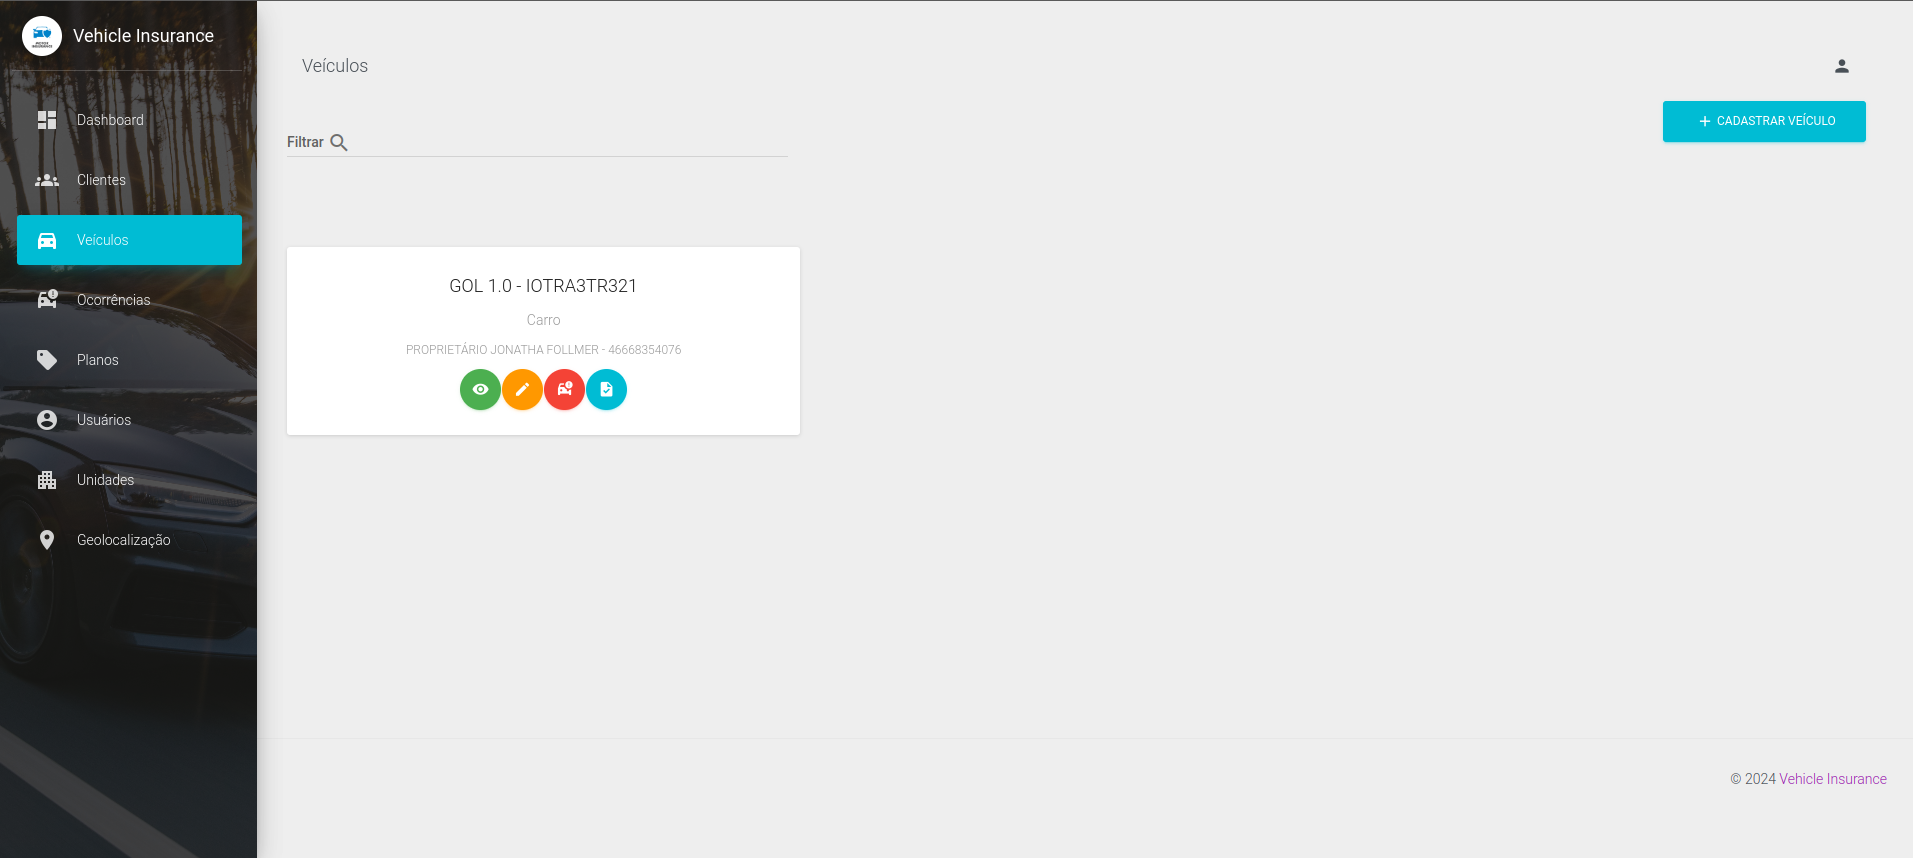 Vehicle Insurance
Dashboard
Clientes
Veículos
Ocorrências
Planos
Usuários
Unidades
Geolocalização
Veículos
CADASTRAR VEÍCULO
Filtrar
GOL 1.0 - IOTRA3TR321
Carro
PROPRIETÁRIO JONATHA FOLLMER - 46668354076
© 2024 Vehicle Insurance